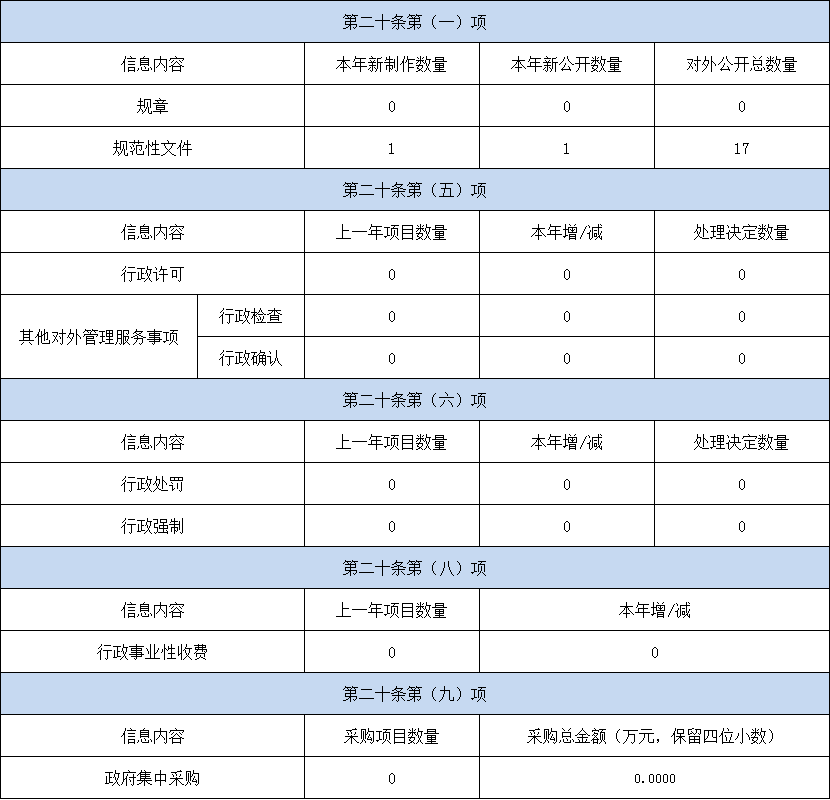 第二十条第（一）项
信息内容 本年新制作数量 本年新公开数量 对外公开总数量
规章 0 0 0
规范性文件 1 1 17
第二十条第（五）项
信息内容 上一年项目数量 本年增/减 处理决定数量
行政许可 0 0 0
其他对外管理服务事项 行政检查 0 0 0
行政确认 0 0 0
第二十条第（六）项
信息内容 上一年项目数量 本年增/减 处理决定数量
行政处罚 0 0 0
行政强制 0 0 0
第二十条第（八）项
信息内容 上一年项目数量 本年增/减
行政事业性收费 0 0
第二十条第（九）项
信息内容 采购项目数量 采购总金额（万元，保留四位小数）
政府集中采购 0 0.0000